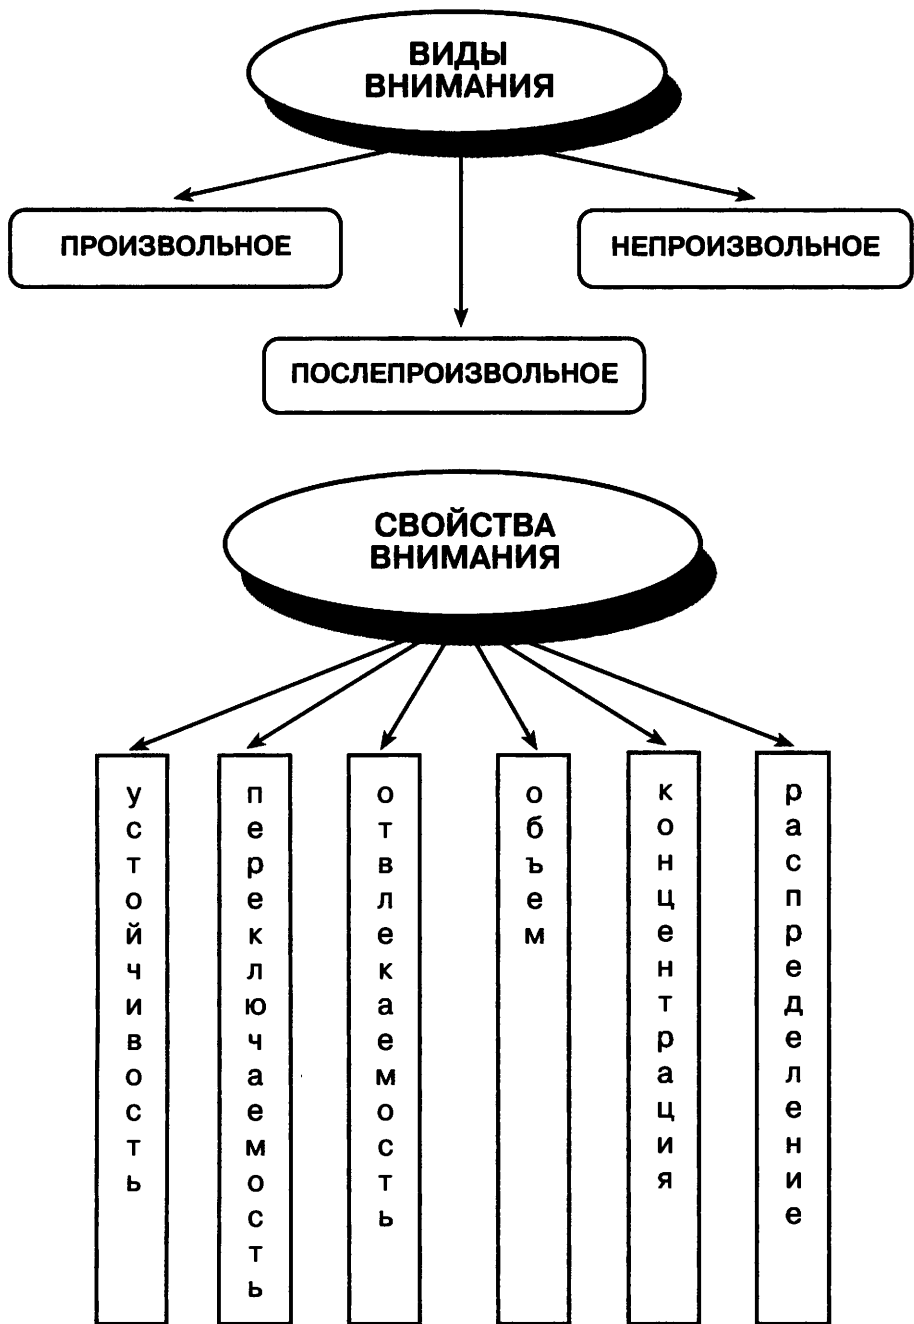 ВИДЫ
ВНИМАНИЯ
ПРОИЗВОЛЬНОЕ
НЕПРОИЗВОЛЬНОЕ
ПОСЛЕПРОИЗВОЛЬНОЕ
СВОЙСТВА
ВНИМАНИЯ
устойчивость
переключаемость
отвлекаемость
объем
концентрация
распределение